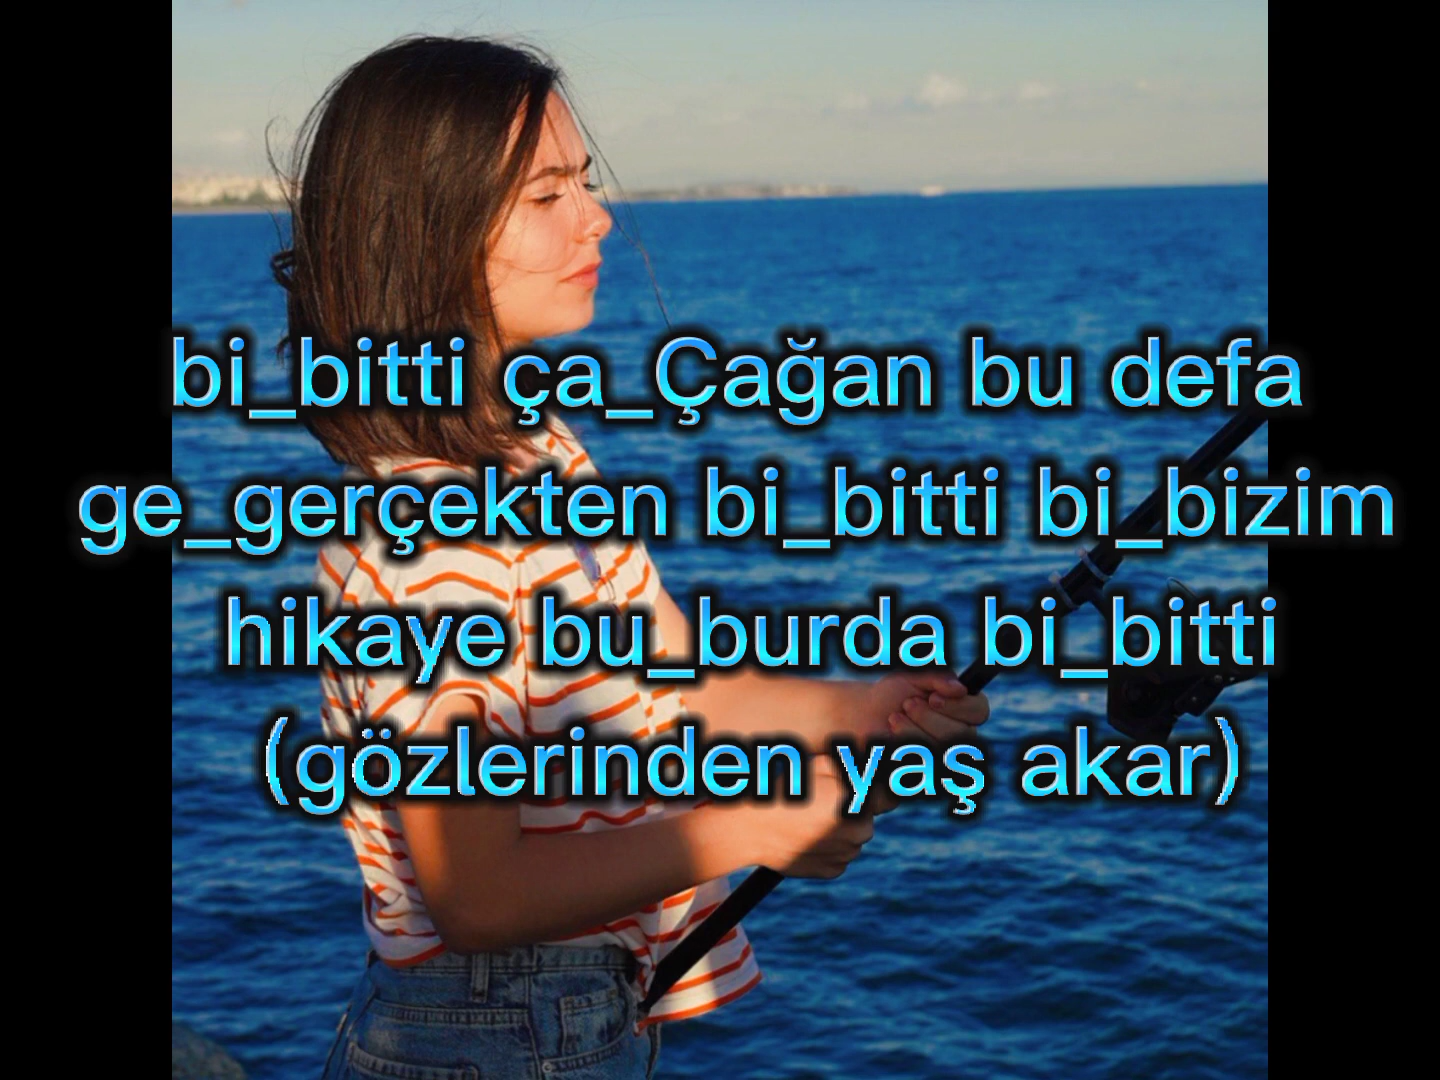 bi_bitti ça_Çağan bu defa
ge_gerçekten bi_bitti bi_bizim
hikaye bu_burda bi_bitti
(gözlerinden yaş akar)